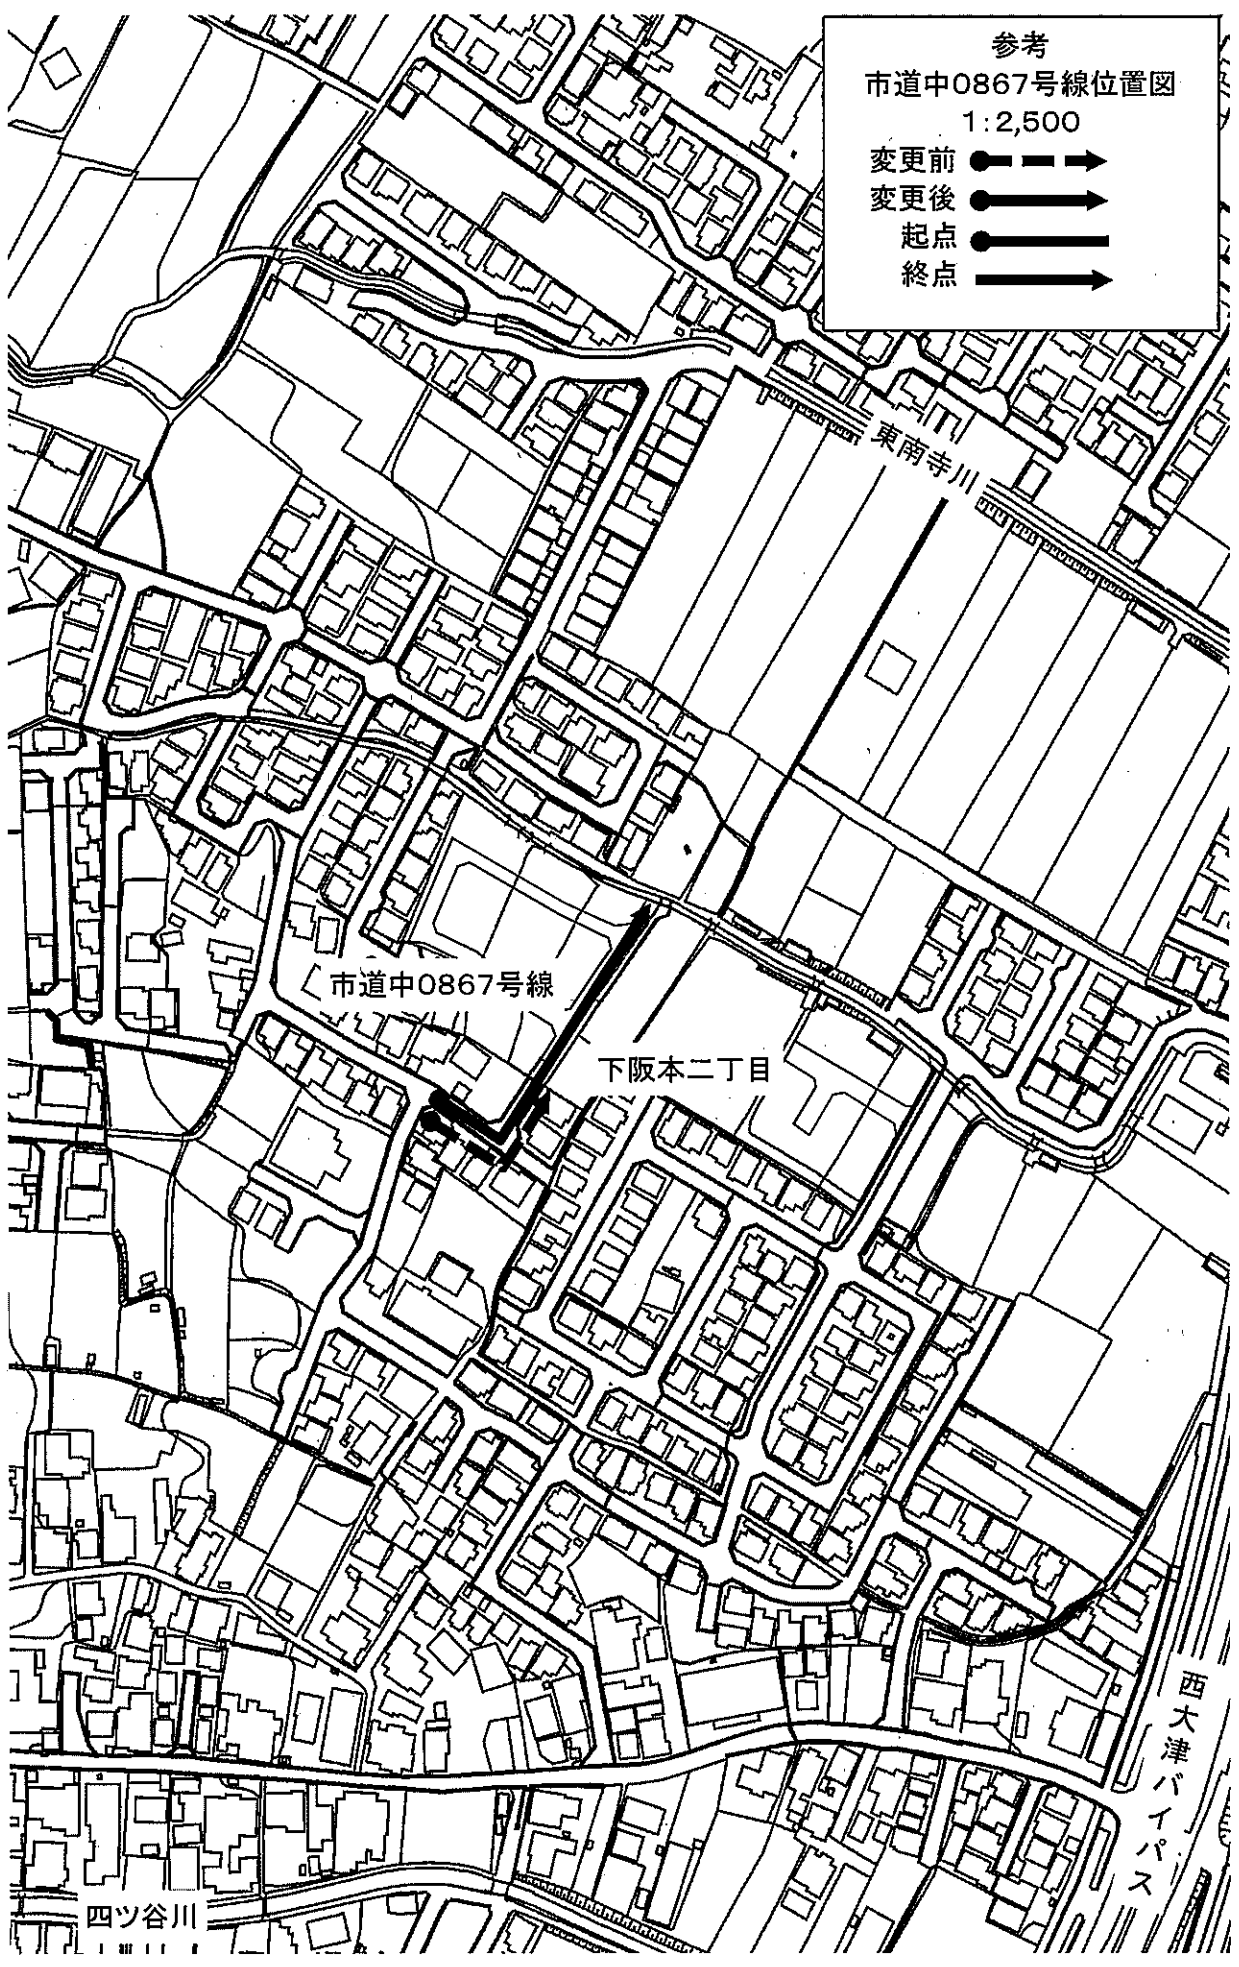 参考
市道中0867号線位置図
1:2,500
変更前
変更後
起点
終点
東南寺川
市道中0867号線
下阪本二丁目
西大津バイパス
四ツ谷川